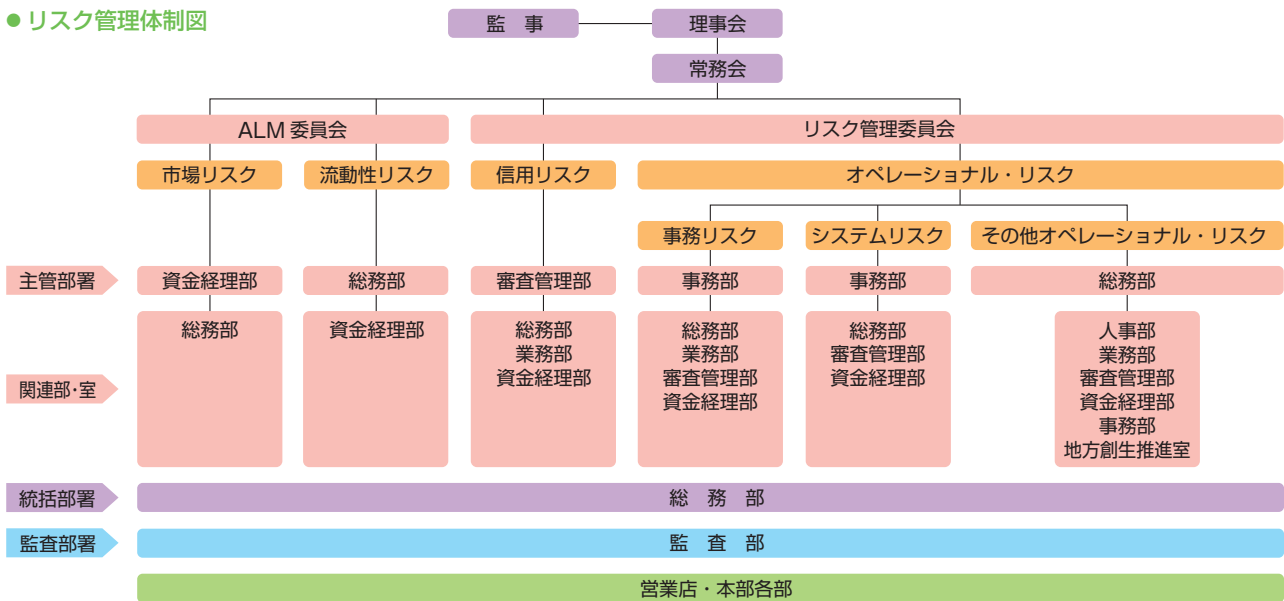 ●リスク管理体制図
監　事
理事会
常務会
ALM 委員会
リスク管理委員会
市場リスク
流動性リスク
信用リスク
オペレーショナル・リスク
事務リスク
システムリスク
その他オペレーショナル・リスク
主管部署
資金経理部
総務部
審査管理部
事務部
事務部
総務部
関連部・室
総務部
資金経理部
総務部
業務部
資金経理部
総務部
業務部
審査管理部
資金経理部
総務部
審査管理部
資金経理部
人事部
業務部
審査管理部
資金経理部
事務部
地方創生推進室
統括部署
総　務　部
監査部署
監　査　部
営業店・本部各部